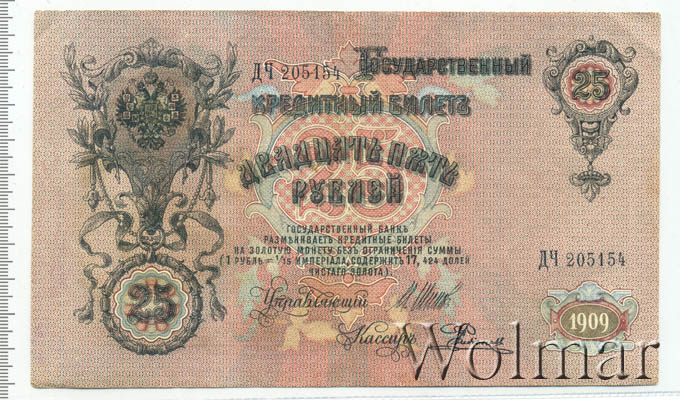 ДЧ 205154
Государственный
25
кредитный билетъ
25
Двадцать пять
рублей
Государственный банкъ
размѣниваетъ кредитные билеты
на золотую монету безъ ограниченія суммы
(1 рубль = 1/15 империала, содержитъ 17,424 долей
чистаго золота).
ДЧ 205154
25
Управляющій
1909
Кассиръ
Wolmar